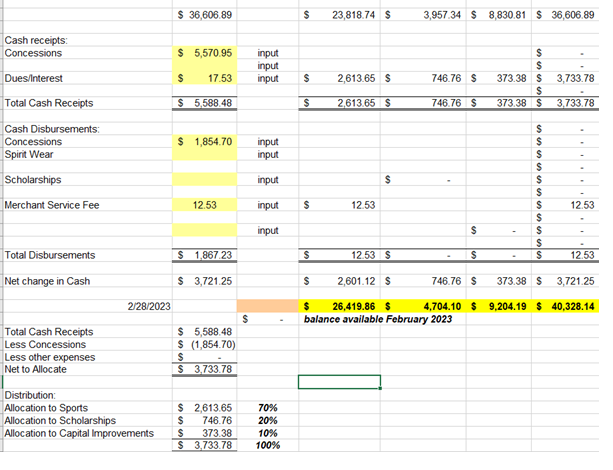 $ 36,606.89 $ 23,818.74 $ 3,957.34 $ 8,830.81 $ 36,606.89
Cash receipts:
Concessions $ 5,570.95 input $ -
input $ -
Dues/Interest $ 17.53 input $ 2,613.65 $ 746.76 $ 373.38 $ 3,733.78
$ -
Total Cash Receipts $ 5,588.48 $ 2,613.65 $ 746.76 $ 373.38 $ 3,733.78
Cash Disbursements: $ -
Concessions $ 1,854.70 input $ -
Spirit Wear input $ -
$ -
Scholarships input $ - $ -
$ -
Merchant Service Fee 12.53 input $ 12.53 $ 12.53
$ -
input $ - $ -
$ -
Total Disbursements $ 1,867.23 $ 12.53 $ - $ - $ 12.53
Net change in Cash $ 3,721.25 $ 2,601.12 $ 746.76 $ 373.38 $ 3,721.25
2/28/2023 $ 26,419.86 $ 4,704.10 $ 9,204.19 $ 40,328.14
$ - balance available February 2023
Total Cash Receipts $ 5,588.48
Less Concessions $ (1,854.70)
Less other expenses $ -
Net to Allocate $ 3,733.78
Distribution:
Allocation to Sports $ 2,613.65 70%
Allocation to Scholarships $ 746.76 20%
Allocation to Capital Improvements $ 373.38 10%
$ 3,733.78 100%